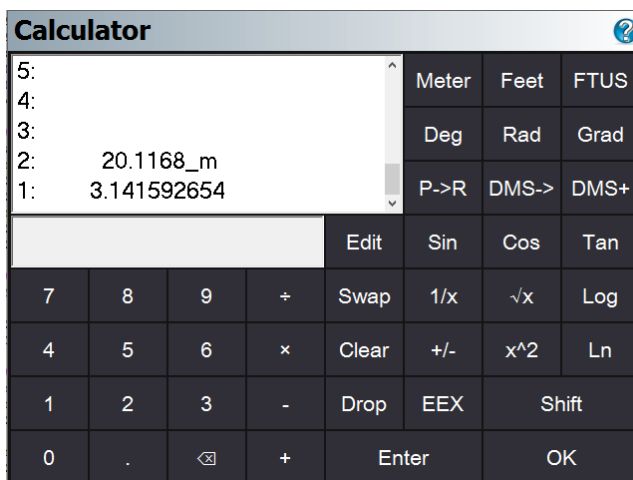 Calculator
5:
4:
3:
2: 20.1168_m
1: 3.141592654
Meter Feet FTUS
Deg Rad Grad
P->R DMS-> DMS+
Edit Sin Cos Tan
7 8 9 ÷ Swap 1/x √x Log
4 5 6 × Clear +/- x^2 Ln
1 2 3 - Drop EEX Shift
0 . ⌫ + Enter OK